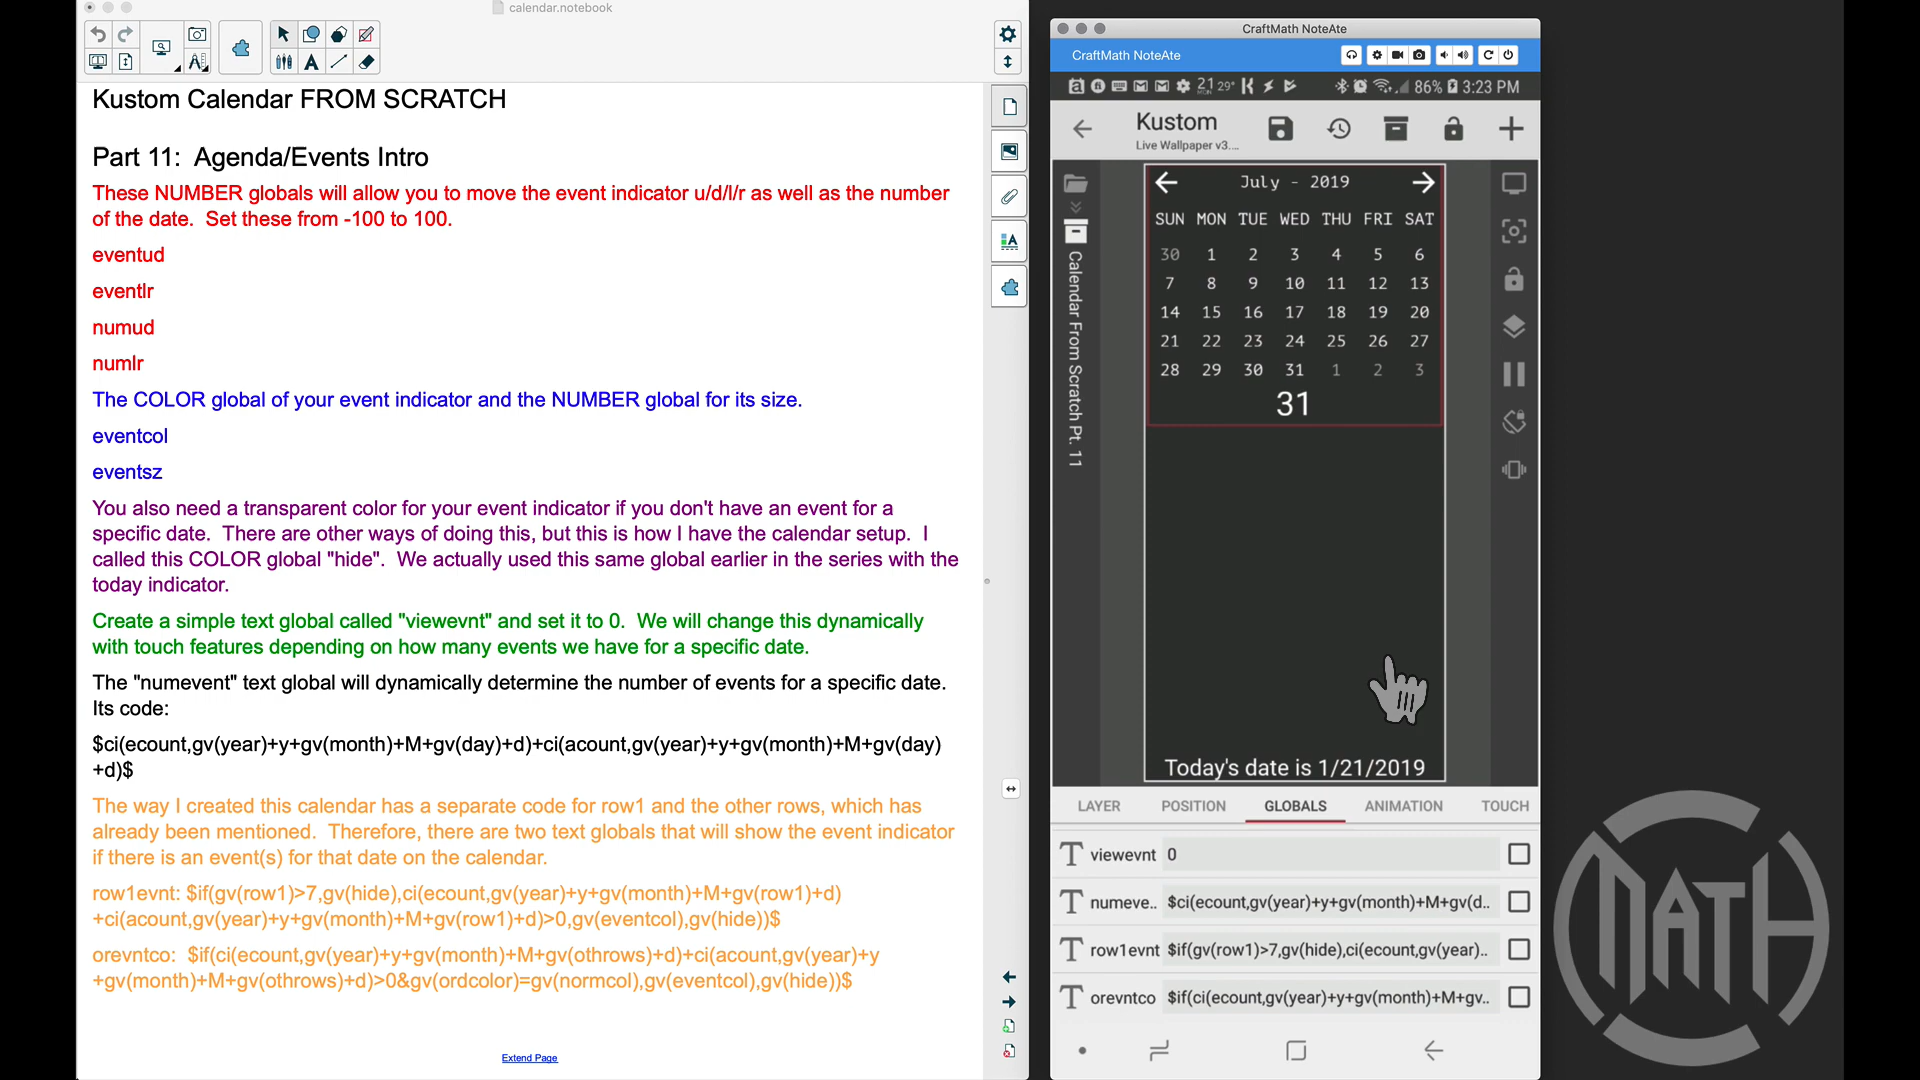 calendar.notebook
Kustom Calendar FROM SCRATCH
Part 11:  Agenda/Events Intro
These NUMBER globals will allow you to move the event indicator u/d/l/r as well as the number
of the date.  Set these from -100 to 100.
eventud
eventlr
numud
numlr
The COLOR global of your event indicator and the NUMBER global for its size.
eventcol
eventsz
You also need a transparent color for your event indicator if you don't have an event for a
specific date.  There are other ways of doing this, but this is how I have the calendar setup.  I
called this COLOR global "hide".  We actually used this same global earlier in the series with the
today indicator.
Create a simple text global called "viewevnt" and set it to 0.  We will change this dynamically
with touch features depending on how many events we have for a specific date.
The "numevent" text global will dynamically determine the number of events for a specific date.
Its code:
$ci(ecount,gv(year)+y+gv(month)+M+gv(day)+d)+ci(acount,gv(year)+y+gv(month)+M+gv(day)
+d)$
The way I created this calendar has a separate code for row1 and the other rows, which has
already been mentioned.  Therefore, there are two text globals that will show the event indicator
if there is an event(s) for that date on the calendar.
row1evnt: $if(gv(row1)>7,gv(hide),ci(ecount,gv(year)+y+gv(month)+M+gv(row1)+d)
+ci(acount,gv(year)+y+gv(month)+M+gv(row1)+d)>0,gv(eventcol),gv(hide))$
orevntco:  $if(ci(ecount,gv(year)+y+gv(month)+M+gv(othrows)+d)+ci(acount,gv(year)+y
+gv(month)+M+gv(othrows)+d)>0&gv(ordcolor)=gv(normcol),gv(eventcol),gv(hide))$
Extend Page
CraftMath NoteAte
CraftMath NoteAte
21 29° 86% 3:23 PM
Kustom
Live Wallpaper v3....
Calendar From Scratch Pt. 11
July - 2019
SUN MON TUE WED THU FRI SAT
30 1 2 3 4 5 6
7 8 9 10 11 12 13
14 15 16 17 18 19 20
21 22 23 24 25 26 27
28 29 30 31 1 2 3
31
Today's date is 1/21/2019
LAYER POSITION GLOBALS ANIMATION TOUCH
viewevnt 0
numeve.. $ci(ecount,gv(year)+y+gv(month)+M+gv(d..
row1evnt $if(gv(row1)>7,gv(hide),ci(ecount,gv(year)..
orevntco $if(ci(ecount,gv(year)+y+gv(month)+M+gv..
MATH